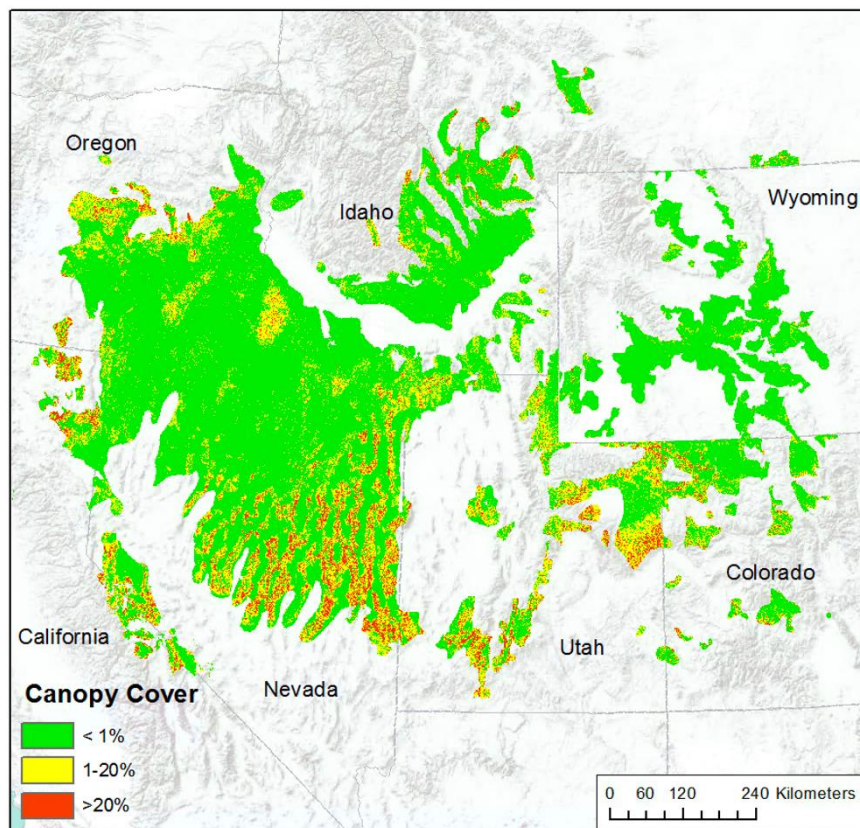 Oregon
Idaho
Wyoming
Colorado
California
Utah
Nevada
Canopy Cover
< 1%
1-20%
>20%
0 60 120 240 Kilometers